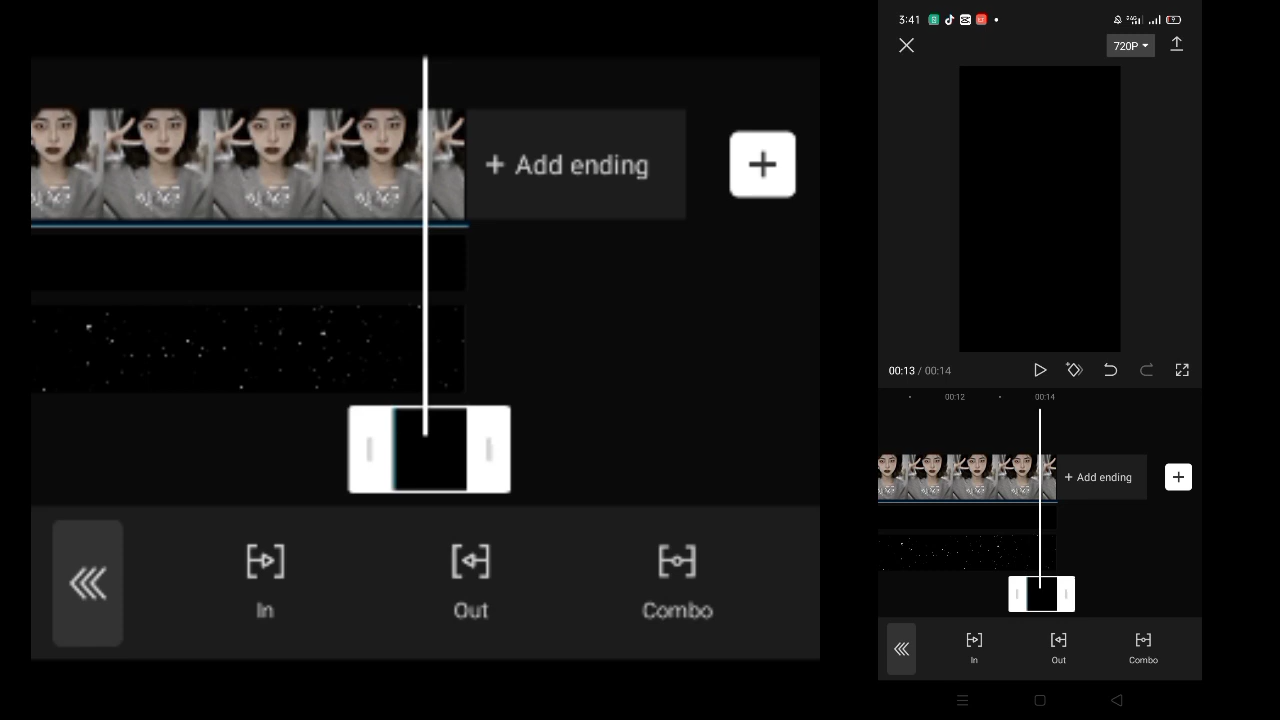 + Add ending
+
In
Out
Combo
3:41
720P
00:13 / 00:14
00:12
00:14
+ Add ending
+
In
Out
Combo